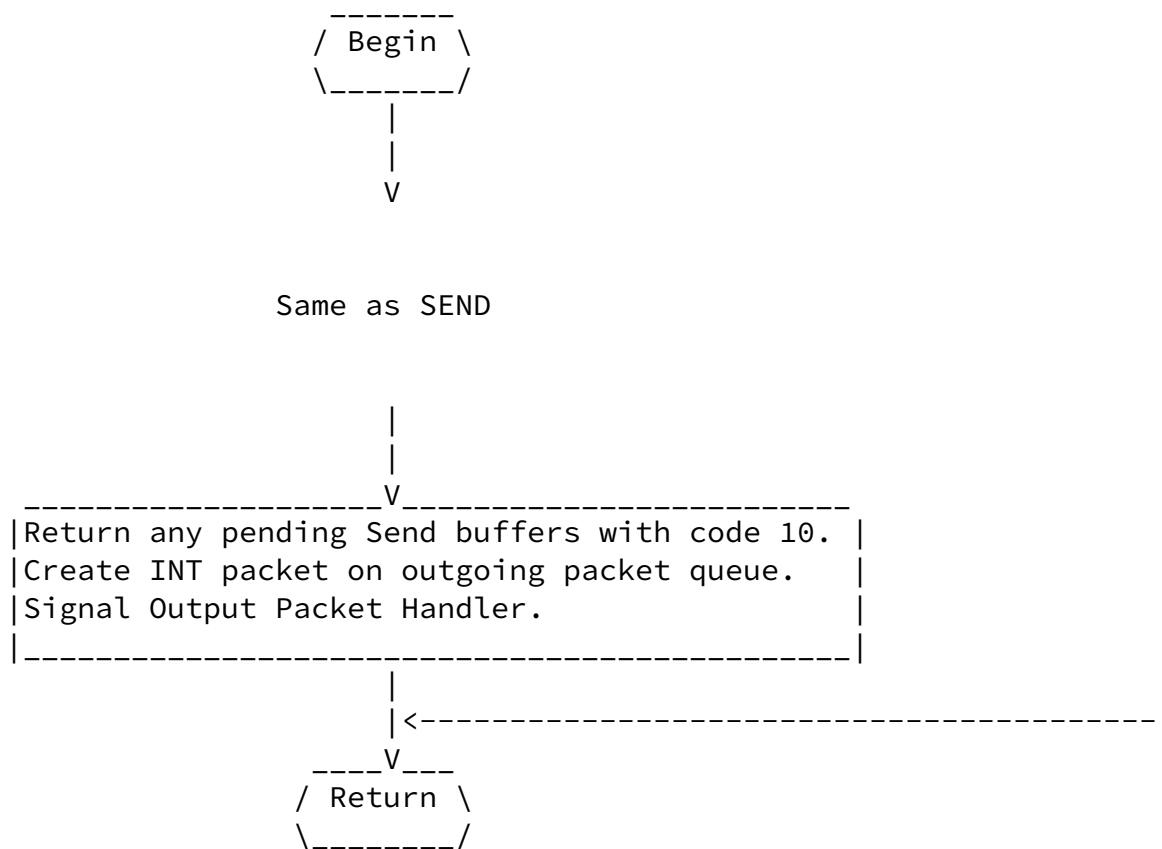 Begin
V
Same as SEND
V
Return any pending Send buffers with code 10.
Create INT packet on outgoing packet queue.
Signal Output Packet Handler.
V
Return